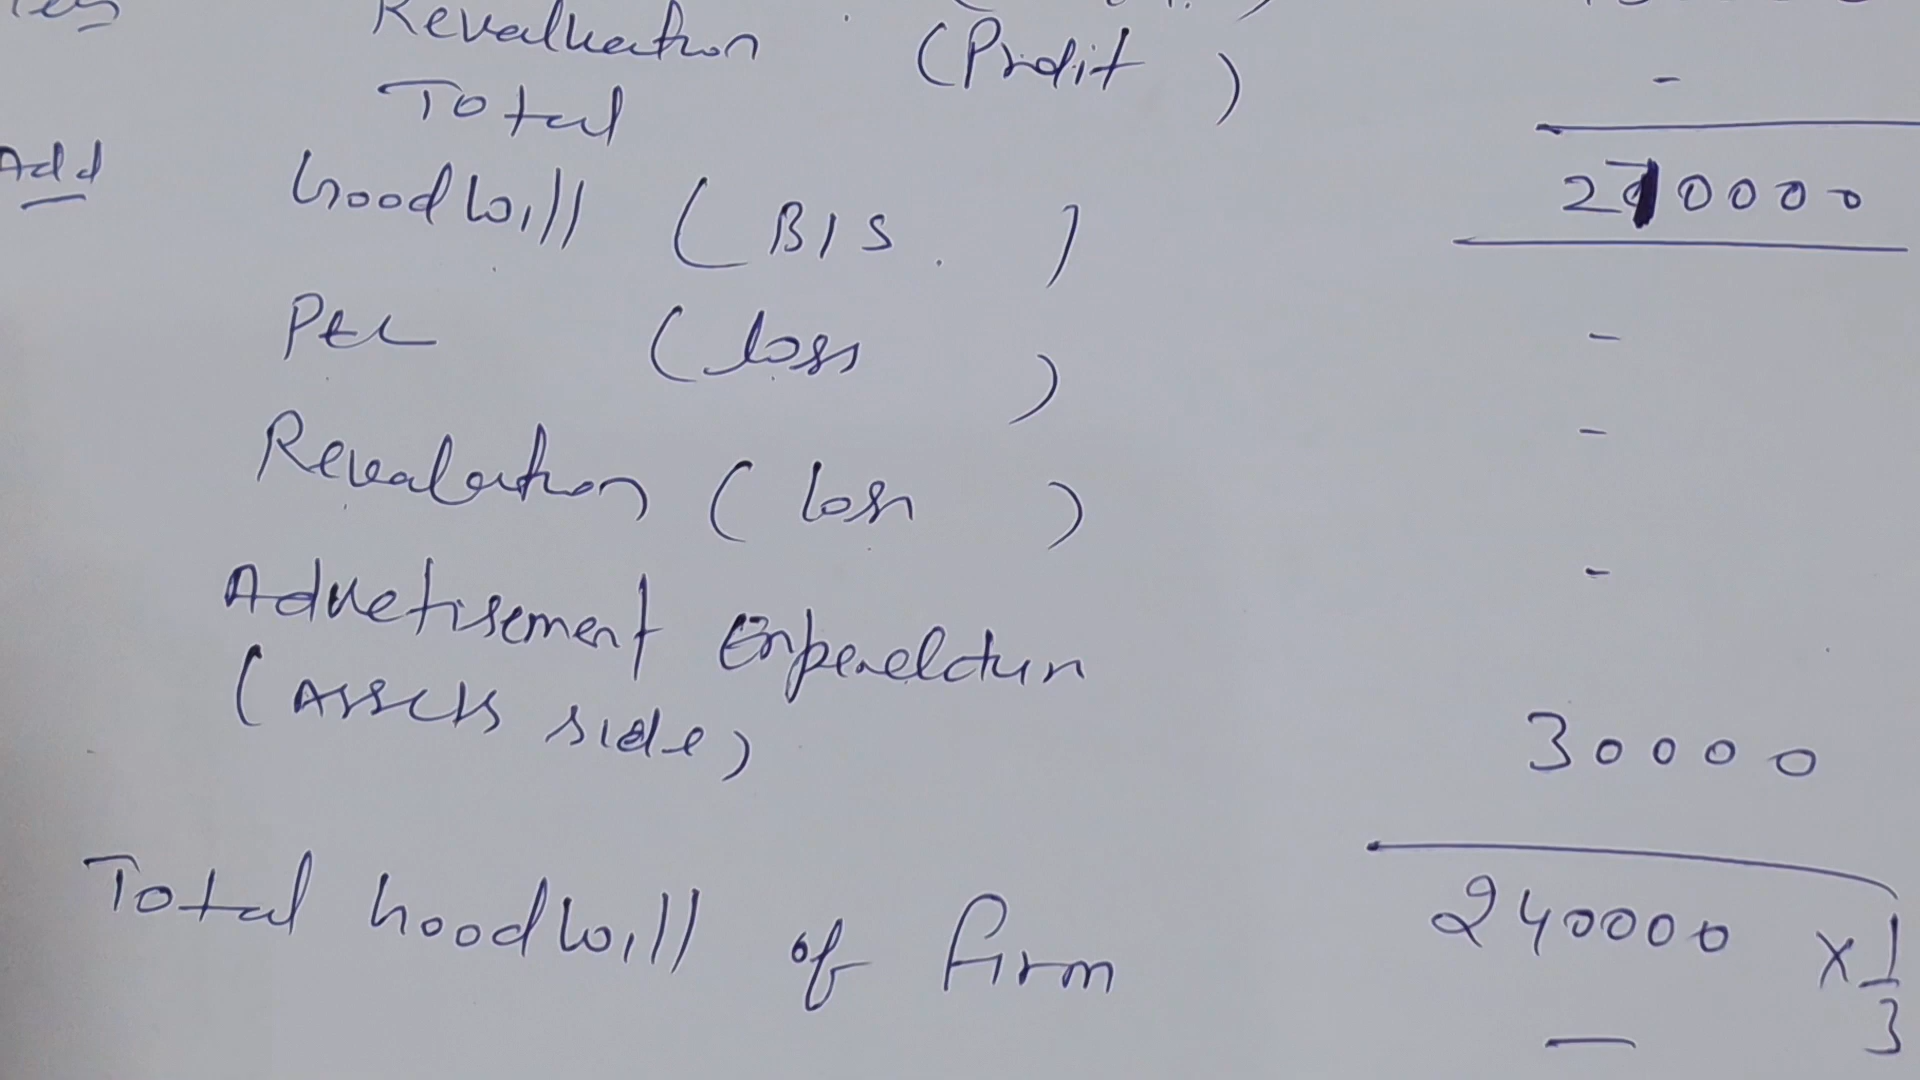 Revaluation (Profit) -
Total 210000
Add Goodwill (B/S.) -
P&L (loss) -
Revaluation (loss) -
Advetisement Expenditure
(Assets side) 30000
Total Goodwill of firm 240000 x 1/3